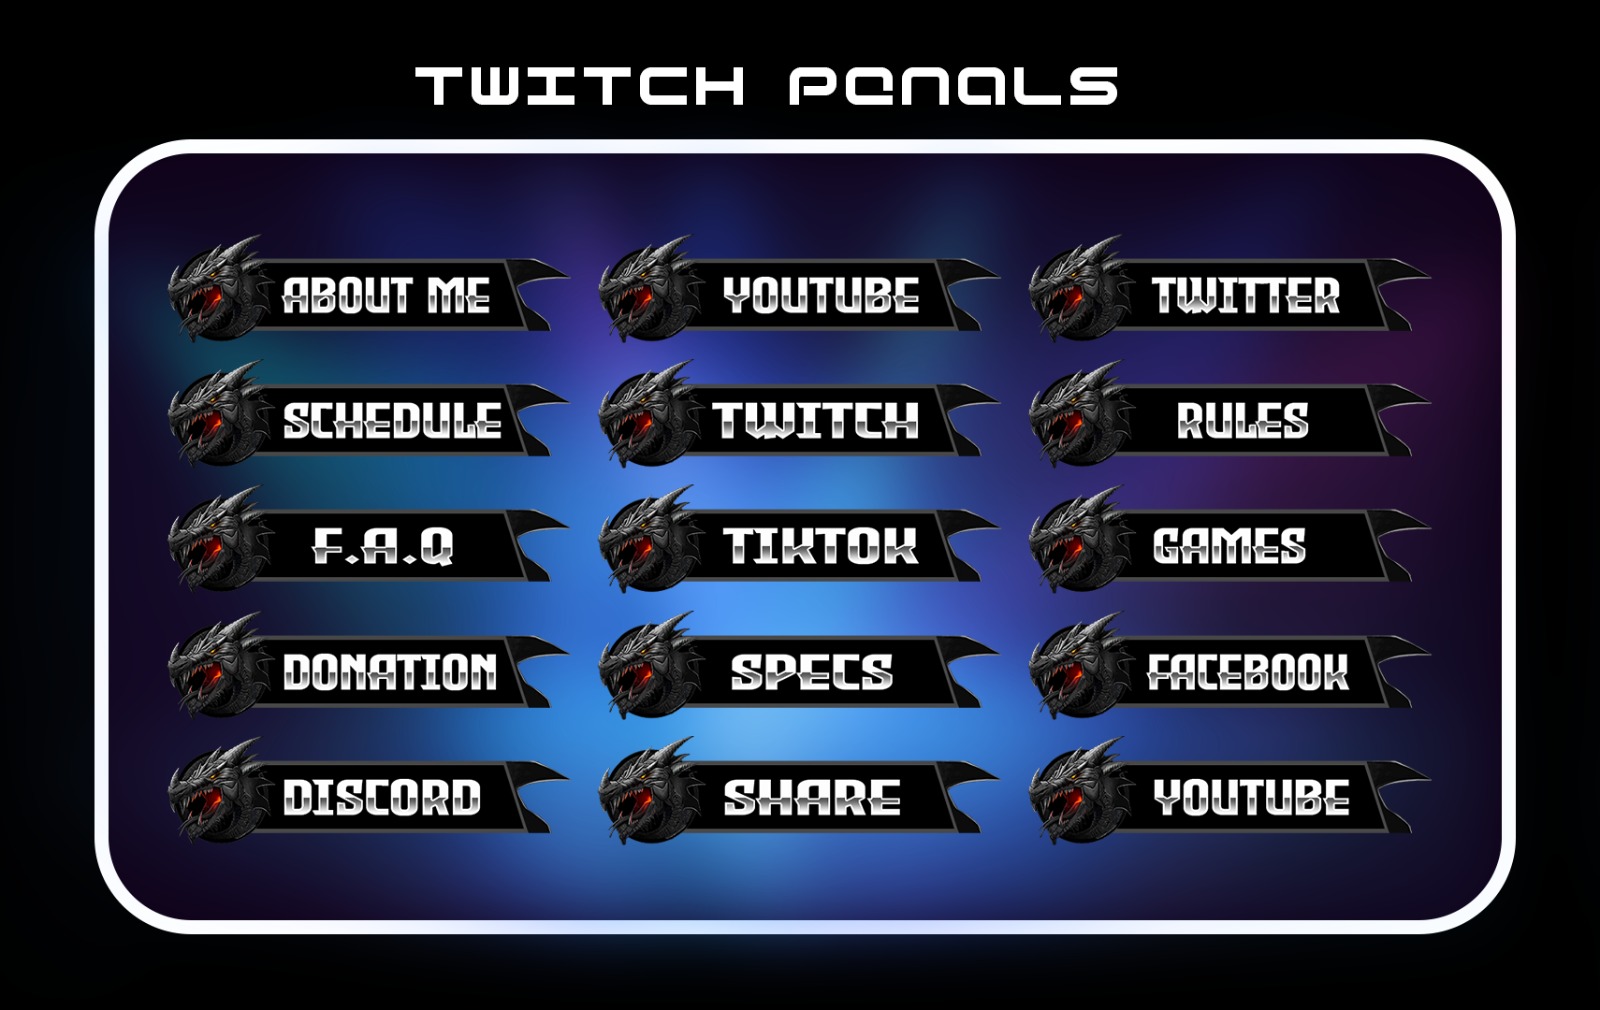 TWITCH PENALS
ABOUT ME
YOUTUBE
TWITTER
SCHEDULE
TWITCH
RULES
F.A.Q
TIKTOK
GAMES
DONATION
SPECS
FACEBOOK
DISCORD
SHARE
YOUTUBE